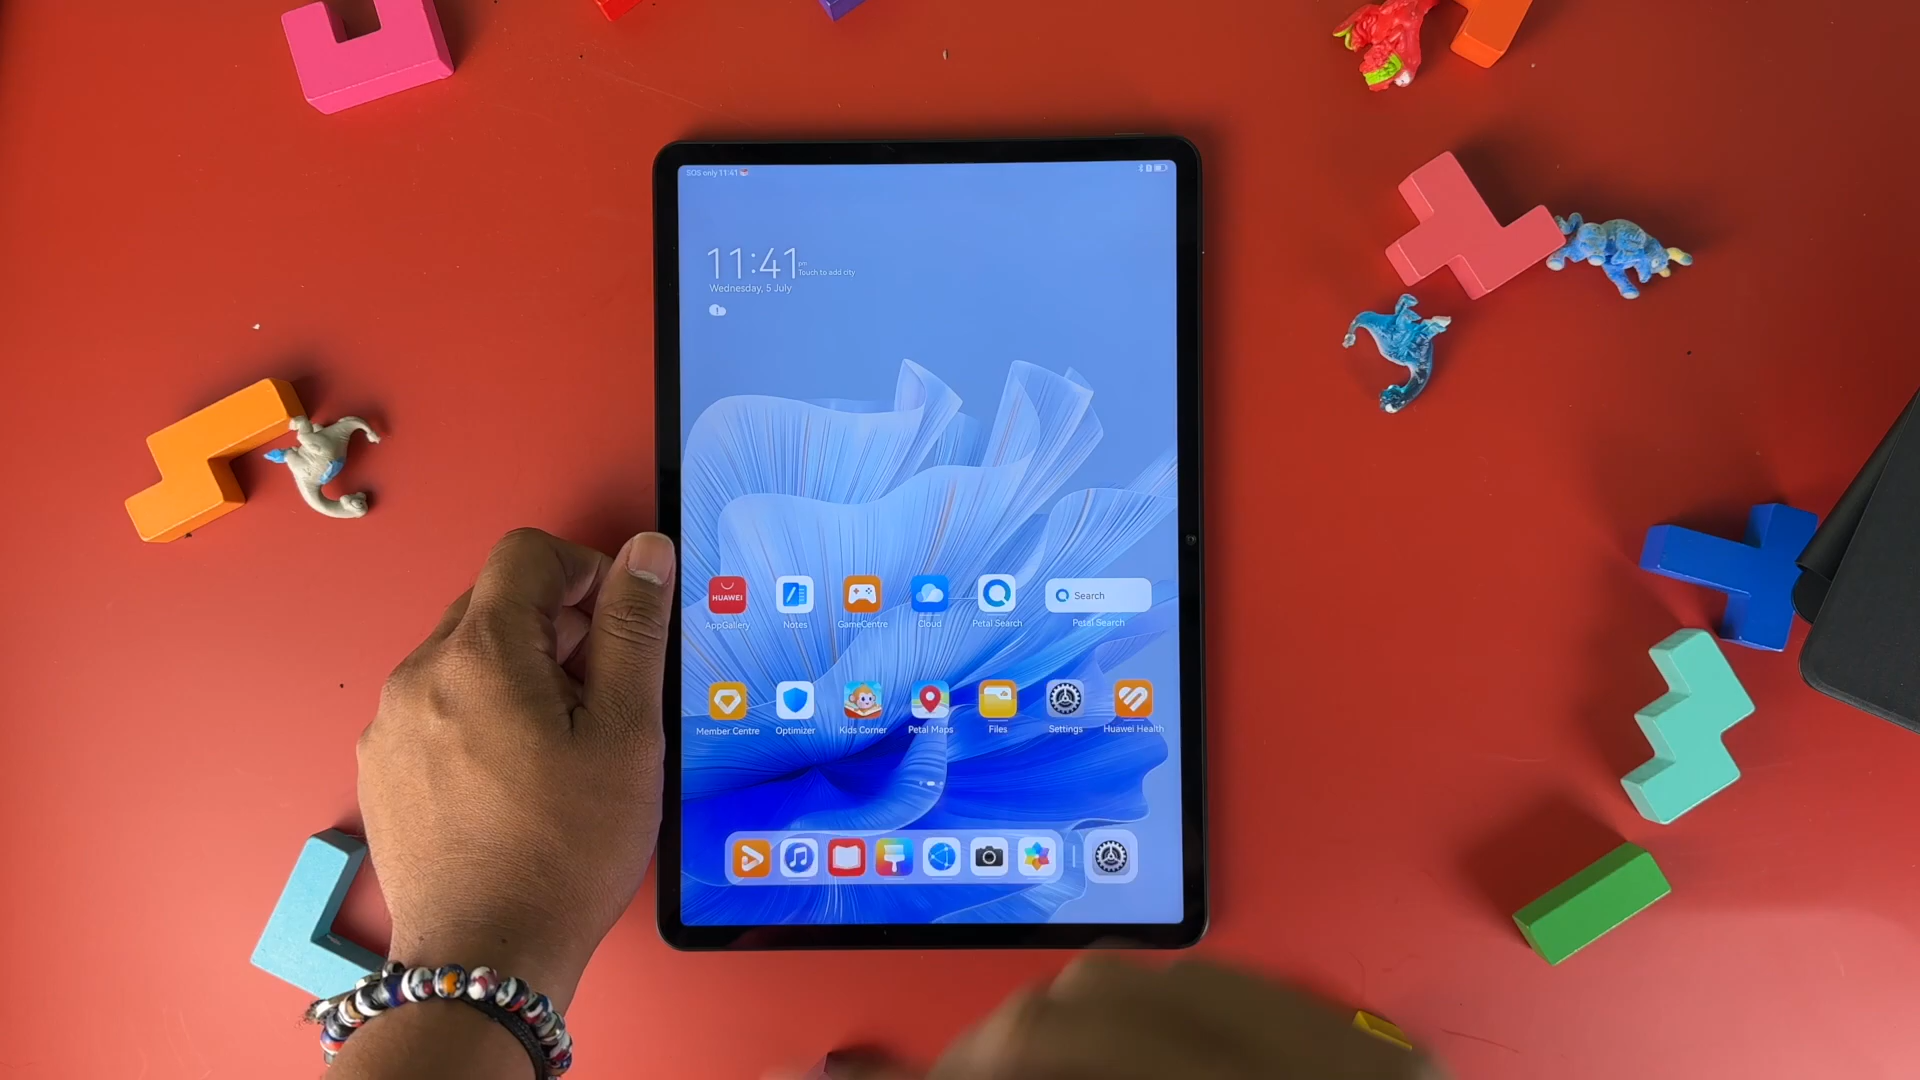 SOS only 11:41
11:41 pm
Touch to add city
Wednesday, 5 July
HUAWEI
Search
AppGallery
Notes
GameCentre
Cloud
Petal Search
Petal Search
Member Centre
Optimizer
Kids Corner
Petal Maps
Files
Settings
Huawei Health